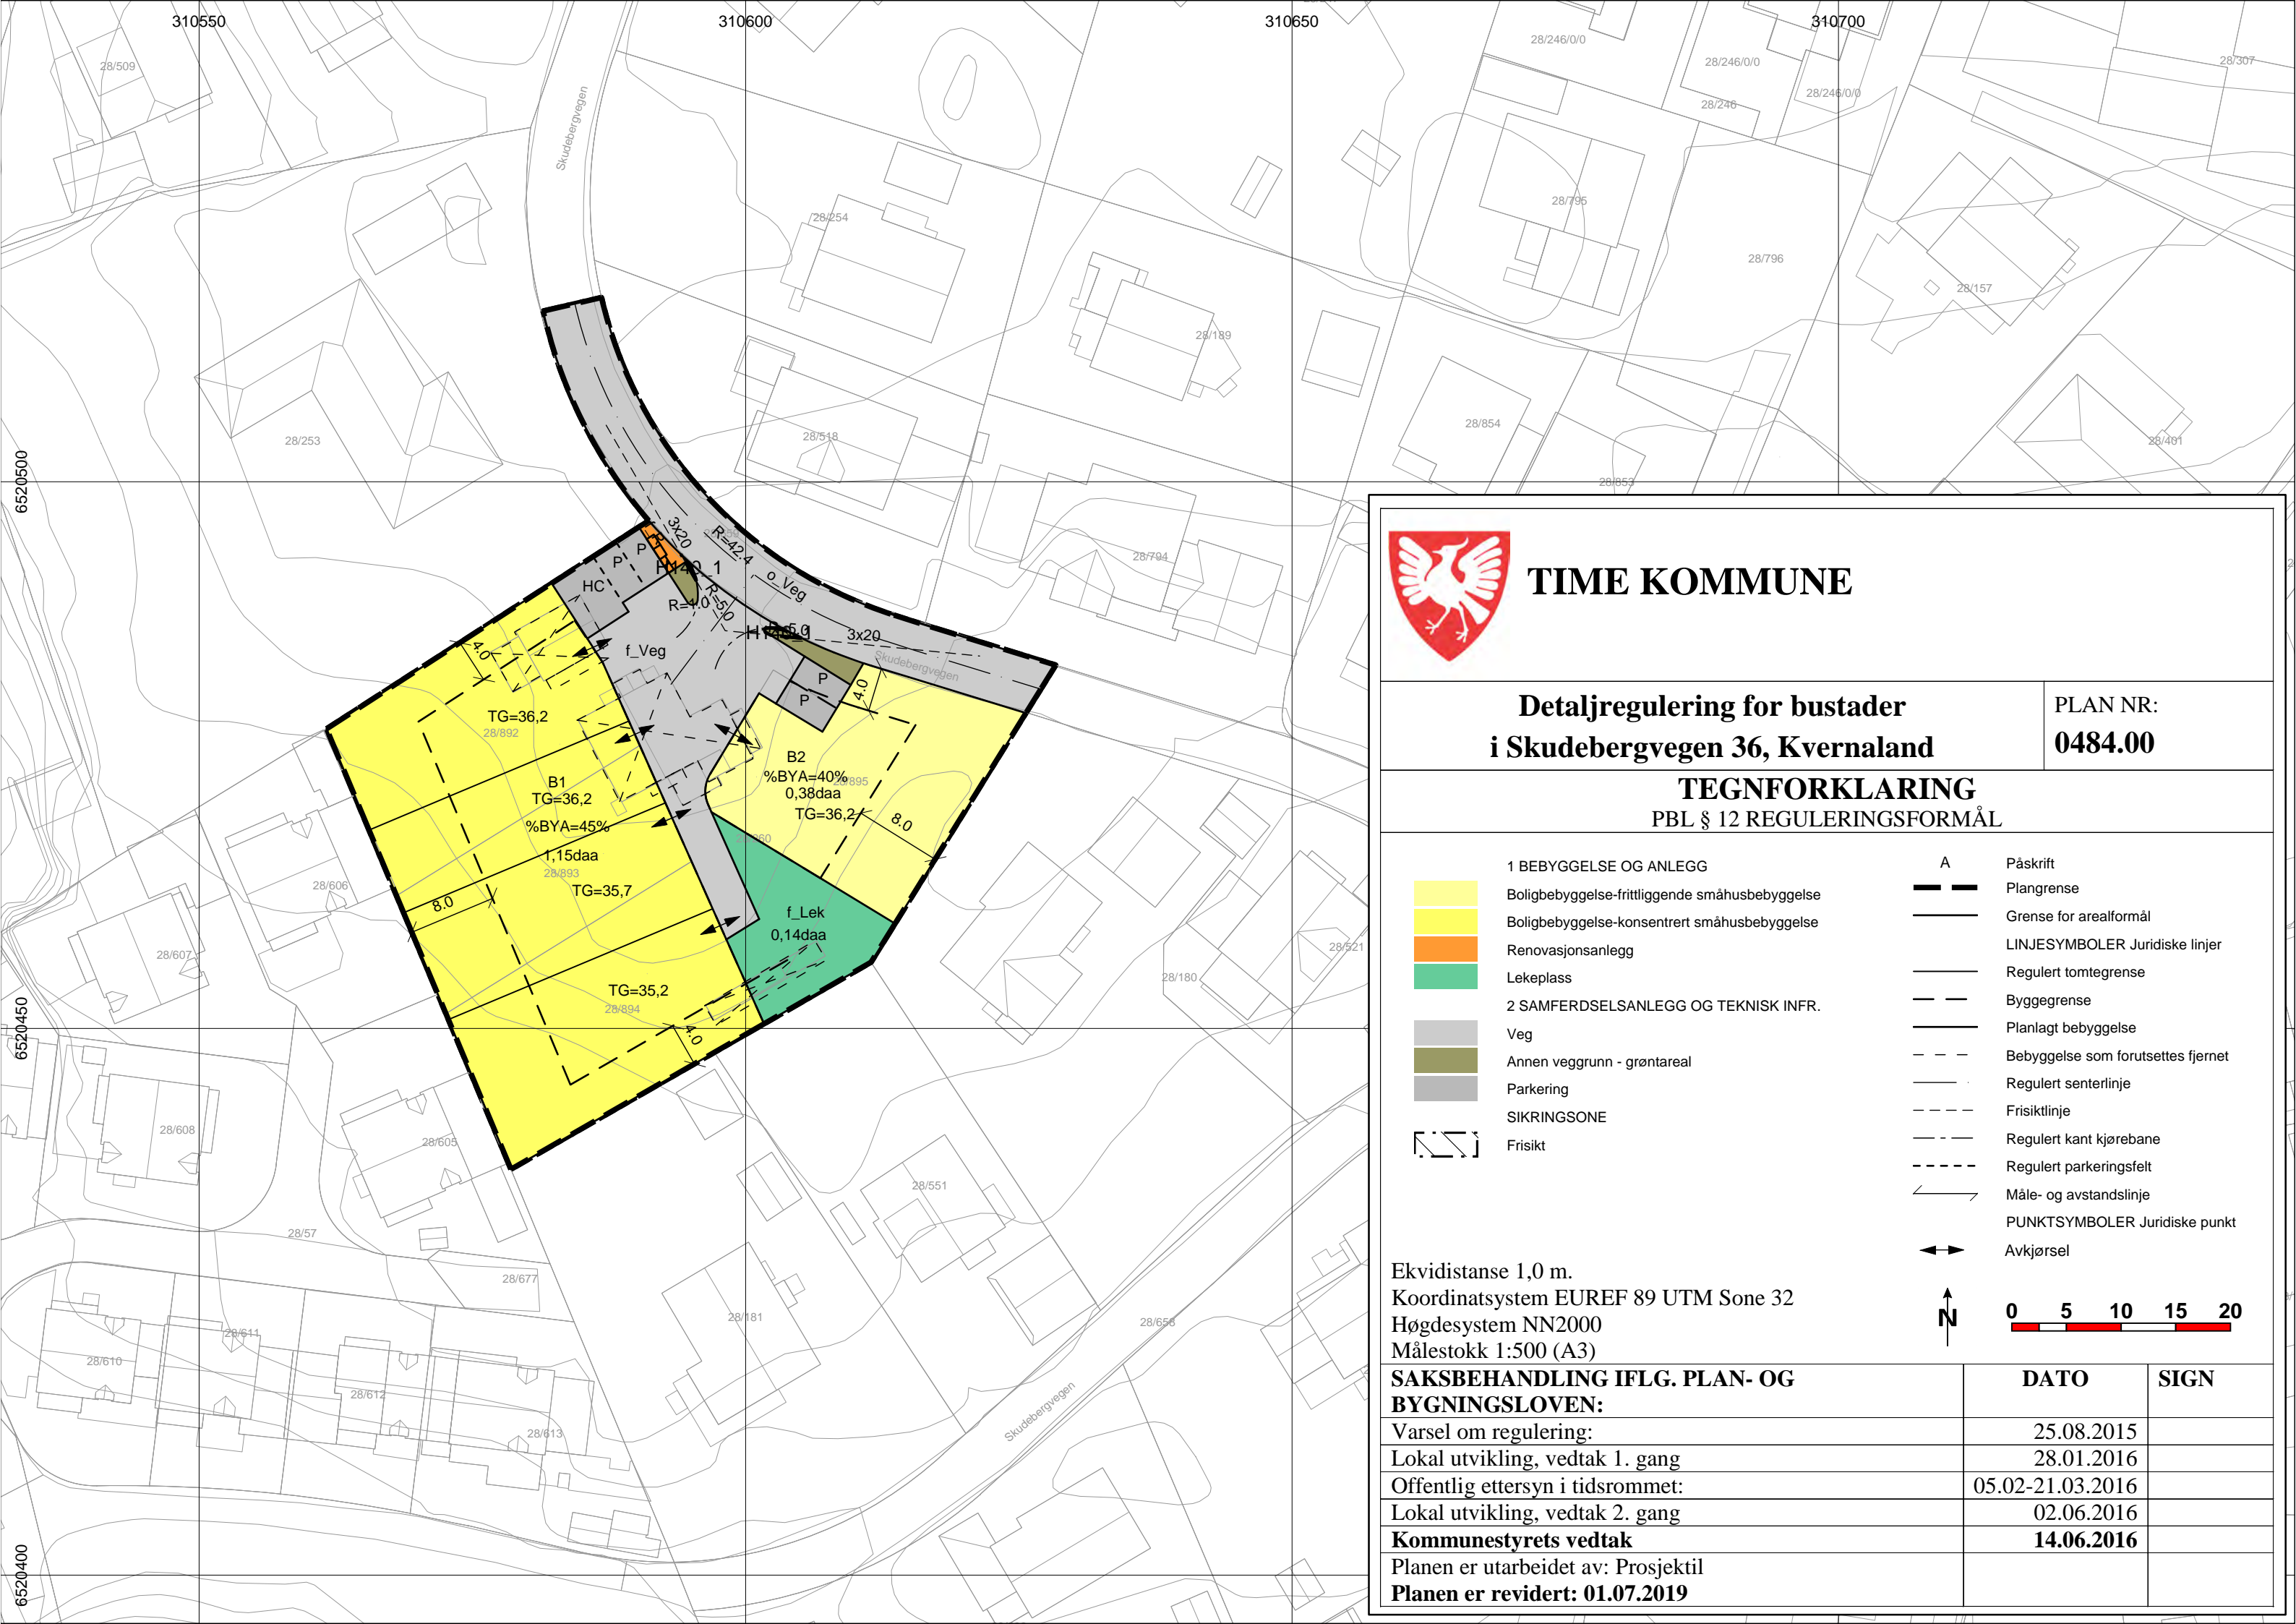 310550
310600
310650
310700
28/509
Skudebergvegen
28/246/0/0
28/246/0/0
28/307
28/246/0/0
28/246
28/254
28/795
28/796
28/157
28/189
28/253
28/518
28/854
28/401
28/853
6520500
3x20
R=42.4
P
P
H140_1
HC
o_Veg
28/794
R=1.0
R=5.0
3x20
f_Veg
Skudebergvegen
4.0
P
P
4.0
TG=36,2
28/892
B2
%BYA=40%
28/895
0,38daa
TG=36,2
8.0
B1
TG=36,2
%BYA=45%
1,15daa
28/893
TG=35,7
28/606
8.0
f_Lek
0,14daa
28/607
28/521
28/180
TG=35,2
28/894
4.0
6520450
28/608
28/605
28/551
28/57
28/677
28/181
28/658
28/611
28/610
28/612
28/613
Skudebergvegen
6520400
TIME KOMMUNE
Detaljregulering for bustader
i Skudebergvegen 36, Kvernaland
PLAN NR:
0484.00
TEGNFORKLARING
PBL § 12 REGULERINGSFORMÅL
1 BEBYGGELSE OG ANLEGG
Boligbebyggelse-frittliggende småhusbebyggelse
Boligbebyggelse-konsentrert småhusbebyggelse
Renovasjonsanlegg
Lekeplass
2 SAMFERDSELSANLEGG OG TEKNISK INFR.
Veg
Annen veggrunn - grøntareal
Parkering
SIKRINGSONE
Frisikt
A Påskrift
Plangrense
Grense for arealformål
LINJESYMBOLER Juridiske linjer
Regulert tomtegrense
Byggegrense
Planlagt bebyggelse
Bebyggelse som forutsettes fjernet
Regulert senterlinje
Frisiktlinje
Regulert kant kjørebane
Regulert parkeringsfelt
Måle- og avstandslinje
PUNKTSYMBOLER Juridiske punkt
Avkjørsel
Ekvidistanse 1,0 m.
Koordinatsystem EUREF 89 UTM Sone 32
Høgdesystem NN2000
Målestokk 1:500 (A3)
N
0 5 10 15 20
SAKSBEHANDLING IFLG. PLAN- OG
BYGNINGSLOVEN:
DATO SIGN
Varsel om regulering: 25.08.2015
Lokal utvikling, vedtak 1. gang 28.01.2016
Offentlig ettersyn i tidsrommet: 05.02-21.03.2016
Lokal utvikling, vedtak 2. gang 02.06.2016
Kommunestyrets vedtak 14.06.2016
Planen er utarbeidet av: Prosjektil
Planen er revidert: 01.07.2019